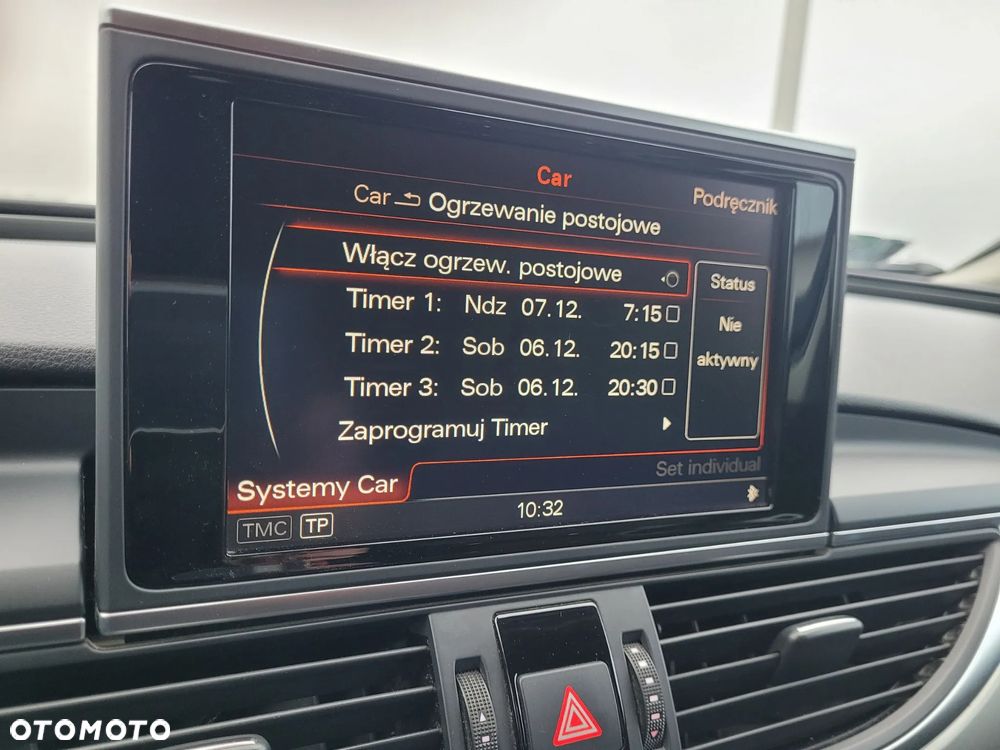 Car
Car Ogrzewanie postojowe
Podręcznik
Włącz ogrzew. postojowe
Timer 1: Ndz 07.12. 7:15
Timer 2: Sob 06.12. 20:15
Timer 3: Sob 06.12. 20:30
Zaprogramuj Timer
Status
Nie
aktywny
Set individual
Systemy Car
TMC TP
10:32
OTOMOTO